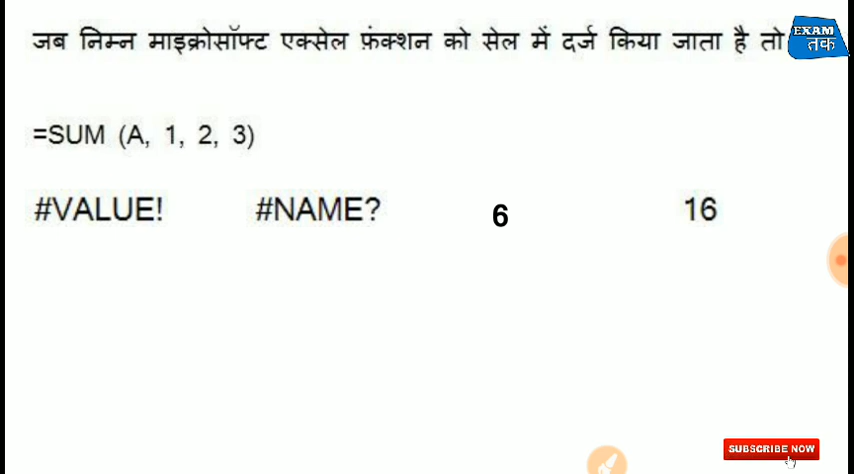 जब निम्न माइक्रोसॉफ्ट एक्सेल फ़ंक्शन को सेल में दर्ज किया जाता है तो
EXAM
तक
=SUM (A, 1, 2, 3)
#VALUE! #NAME? 6 16
SUBSCRIBE NOW